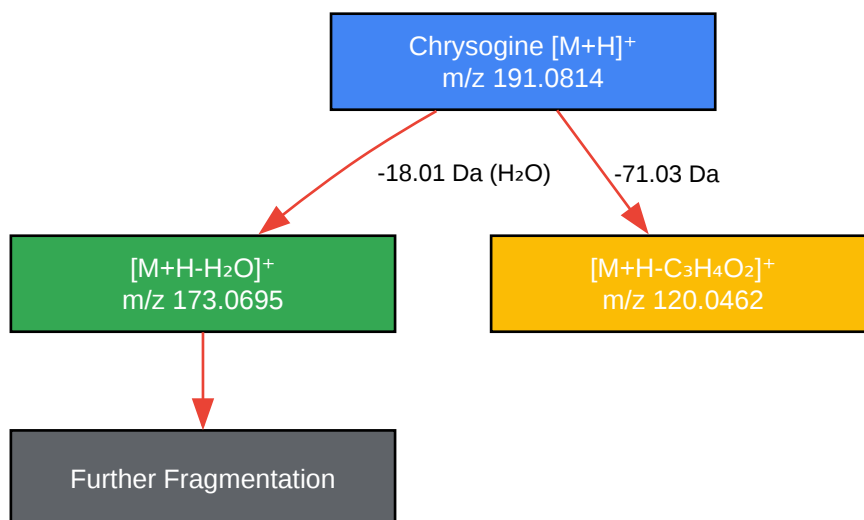 Chrysogine [M+H]⁺
m/z 191.0814
-18.01 Da (H₂O)
-71.03 Da
[M+H-H₂O]⁺
m/z 173.0695
[M+H-C₃H₄O₂]⁺
m/z 120.0462
Further Fragmentation